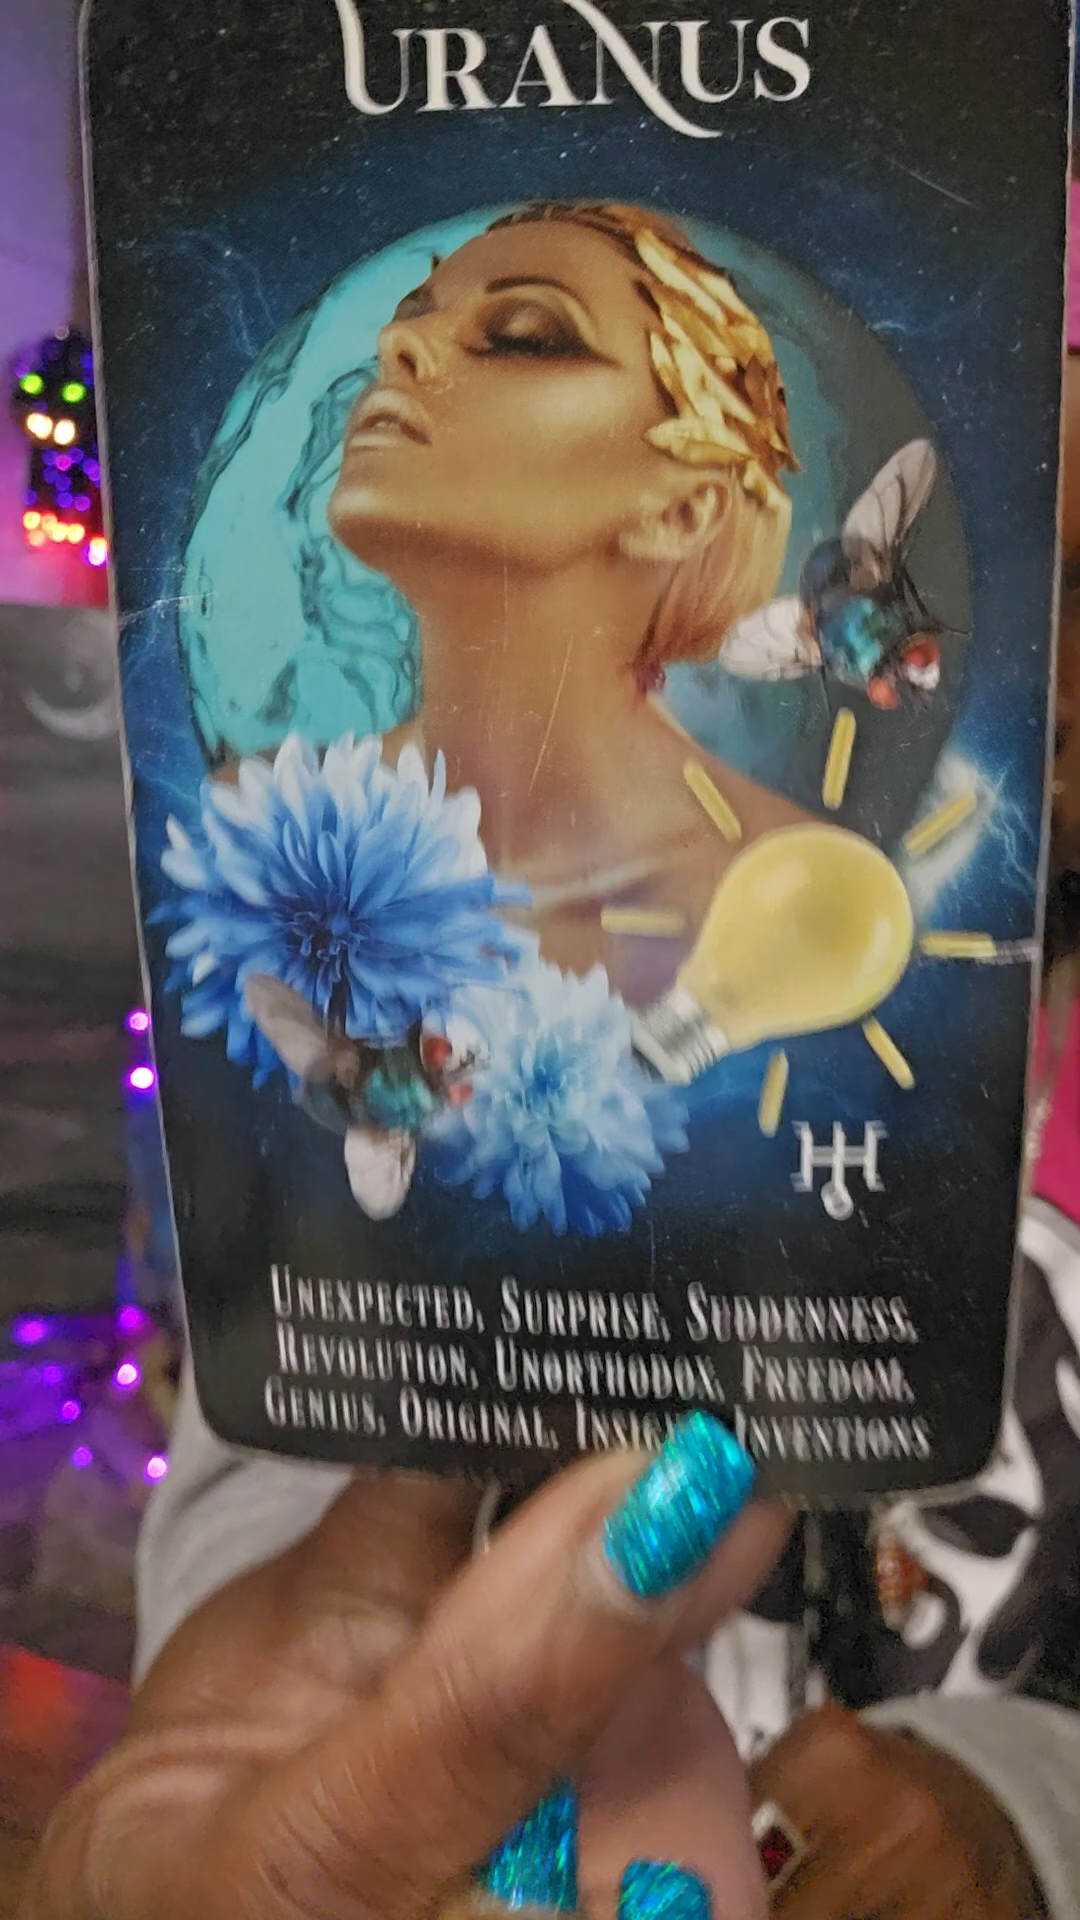 URANUS
UNEXPECTED, SURPRISE, SUDDENNESS,
REVOLUTION, UNORTHODOX, FREEDOM,
GENIUS, ORIGINAL, INVENTIONS